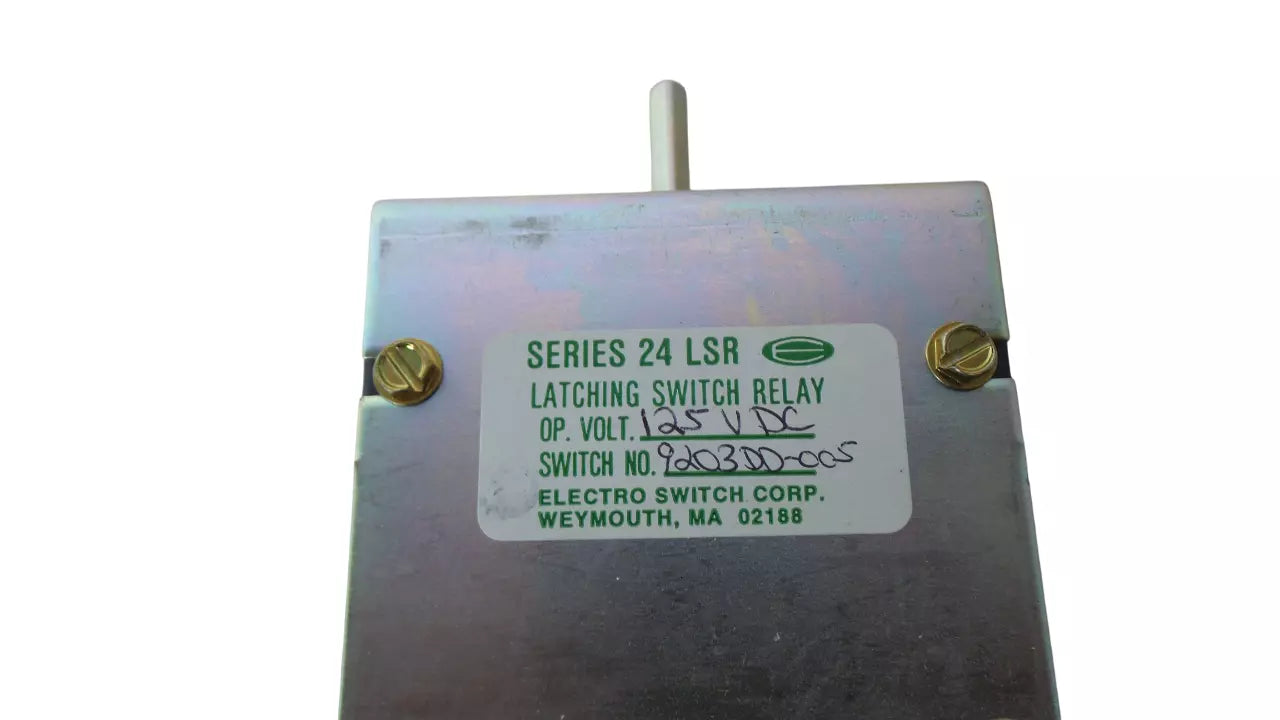 SERIES 24 LSR
LATCHING SWITCH RELAY
OP. VOLT. 125 VDC
SWITCH NO. 9203DD-005
ELECTRO SWITCH CORP.
WEYMOUTH, MA 02188